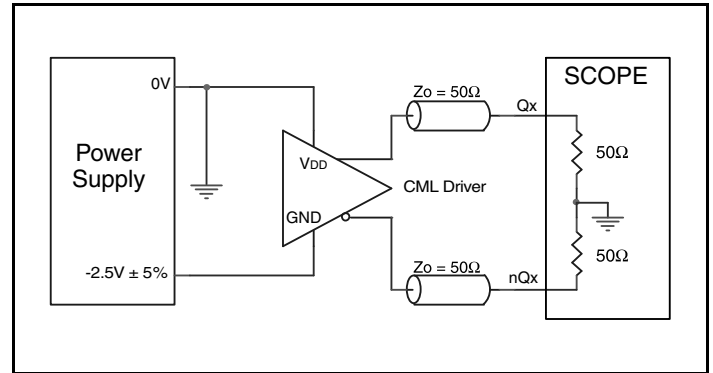 SCOPE
0V
Zo = 50Ω
Qx
50Ω
Power
Supply
VDD
CML Driver
GND
50Ω
-2.5V ± 5%
Zo = 50Ω
nQx